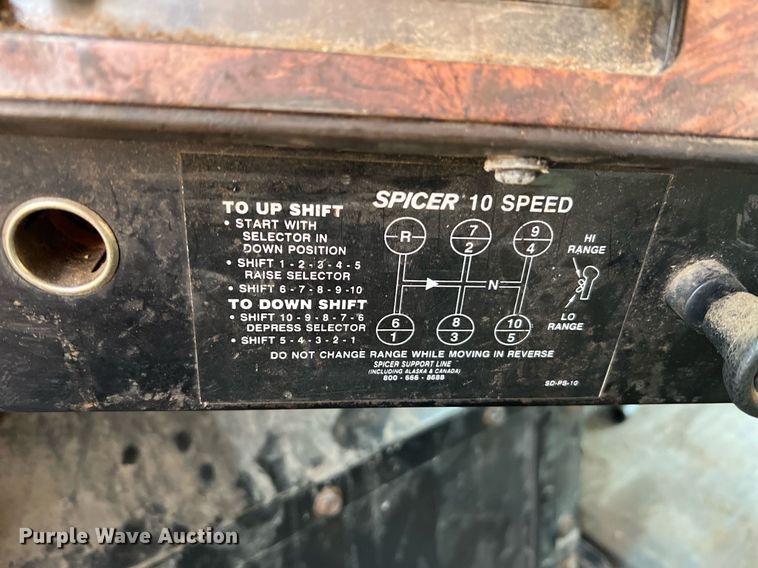 SPICER 10 SPEED
TO UP SHIFT
• START WITH
SELECTOR IN
DOWN POSITION
• SHIFT 1 - 2 - 3 - 4 - 5
RAISE SELECTOR
• SHIFT 6 - 7 - 8 - 9 -10
TO DOWN SHIFT
• SHIFT 10 - 9 - 8 - 7 - 6
DEPRESS SELECTOR
• SHIFT 5 - 4 - 3 - 2 - 1
R
7
2
9
4
N
6
1
8
3
10
5
HI
RANGE
LO
RANGE
DO NOT CHANGE RANGE WHILE MOVING IN REVERSE
SPICER SUPPORT LINE
(INCLUDING ALASKA & CANADA)
800 - 666 - 8688
SD-PS-10
Purple Wave Auction